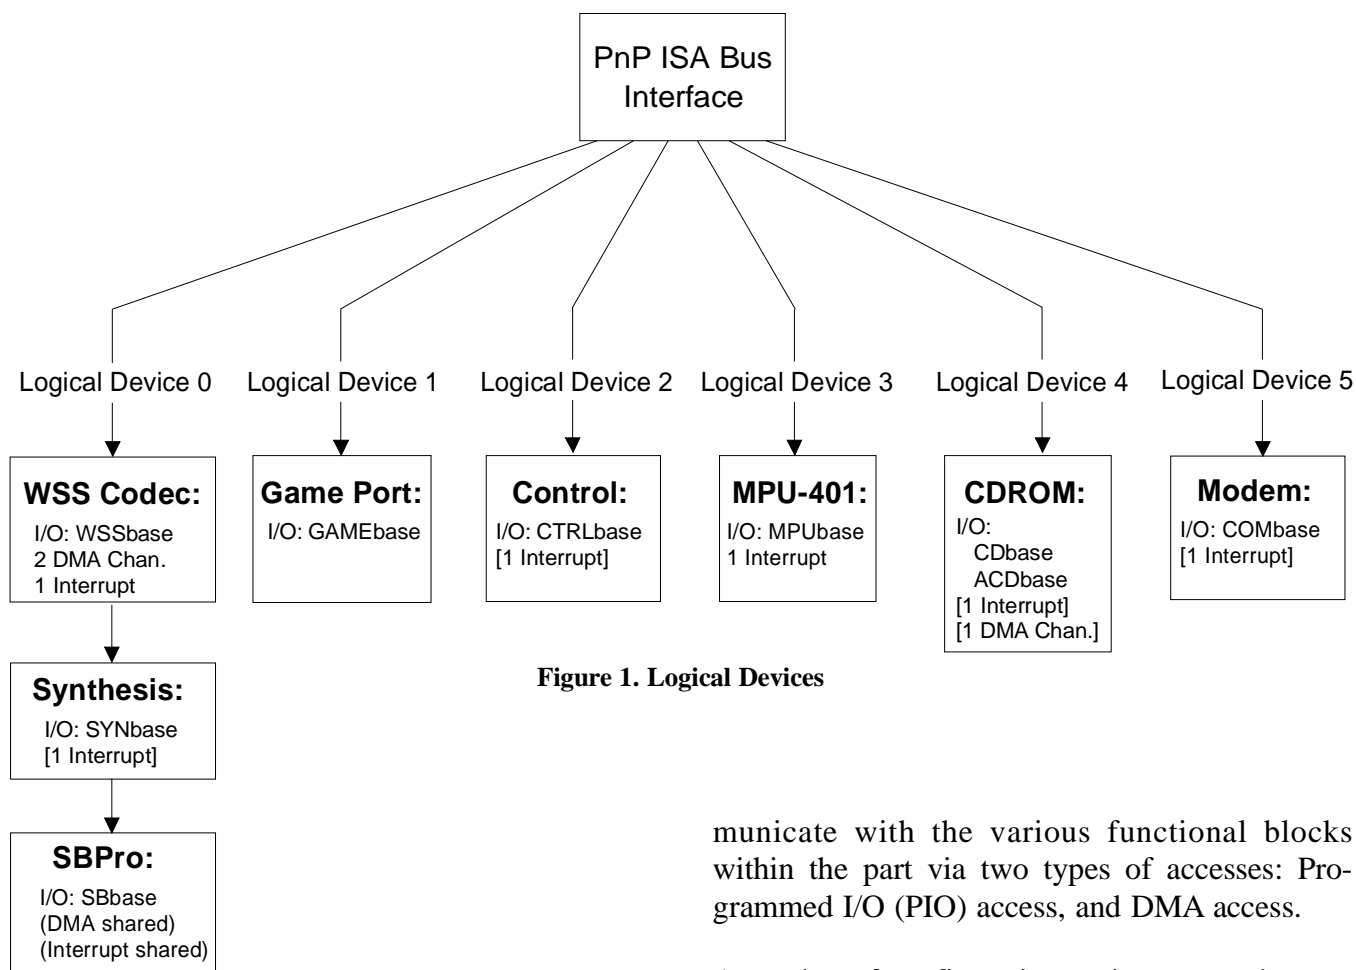 PnP ISA Bus
Interface
Logical Device 0
Logical Device 1
Logical Device 2
Logical Device 3
Logical Device 4
Logical Device 5
WSS Codec:
I/O: WSSbase
2 DMA Chan.
1 Interrupt
Game Port:
I/O: GAMEbase
Control:
I/O: CTRLbase
[1 Interrupt]
MPU-401:
I/O: MPUbase
1 Interrupt
CDROM:
I/O:
CDbase
ACDbase
[1 Interrupt]
[1 DMA Chan.]
Modem:
I/O: COMbase
[1 Interrupt]
Synthesis:
I/O: SYNbase
[1 Interrupt]
SBPro:
I/O: SBbase
(DMA shared)
(Interrupt shared)
Figure 1. Logical Devices
municate with the various functional blocks
within the part via two types of accesses: Pro-
grammed I/O (PIO) access, and DMA access.